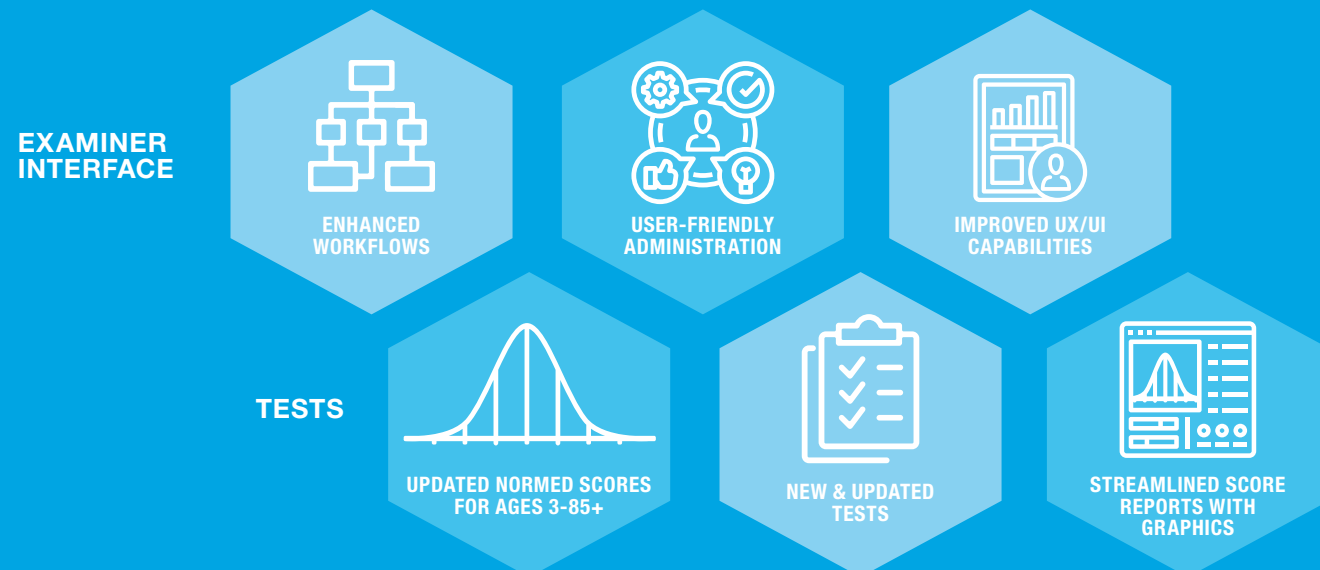 EXAMINER
INTERFACE
ENHANCED
WORKFLOWS
USER-FRIENDLY
ADMINISTRATION
IMPROVED UX/UI
CAPABILITIES
TESTS
UPDATED NORMED SCORES
FOR AGES 3-85+
NEW & UPDATED
TESTS
STREAMLINED SCORE
REPORTS WITH
GRAPHICS